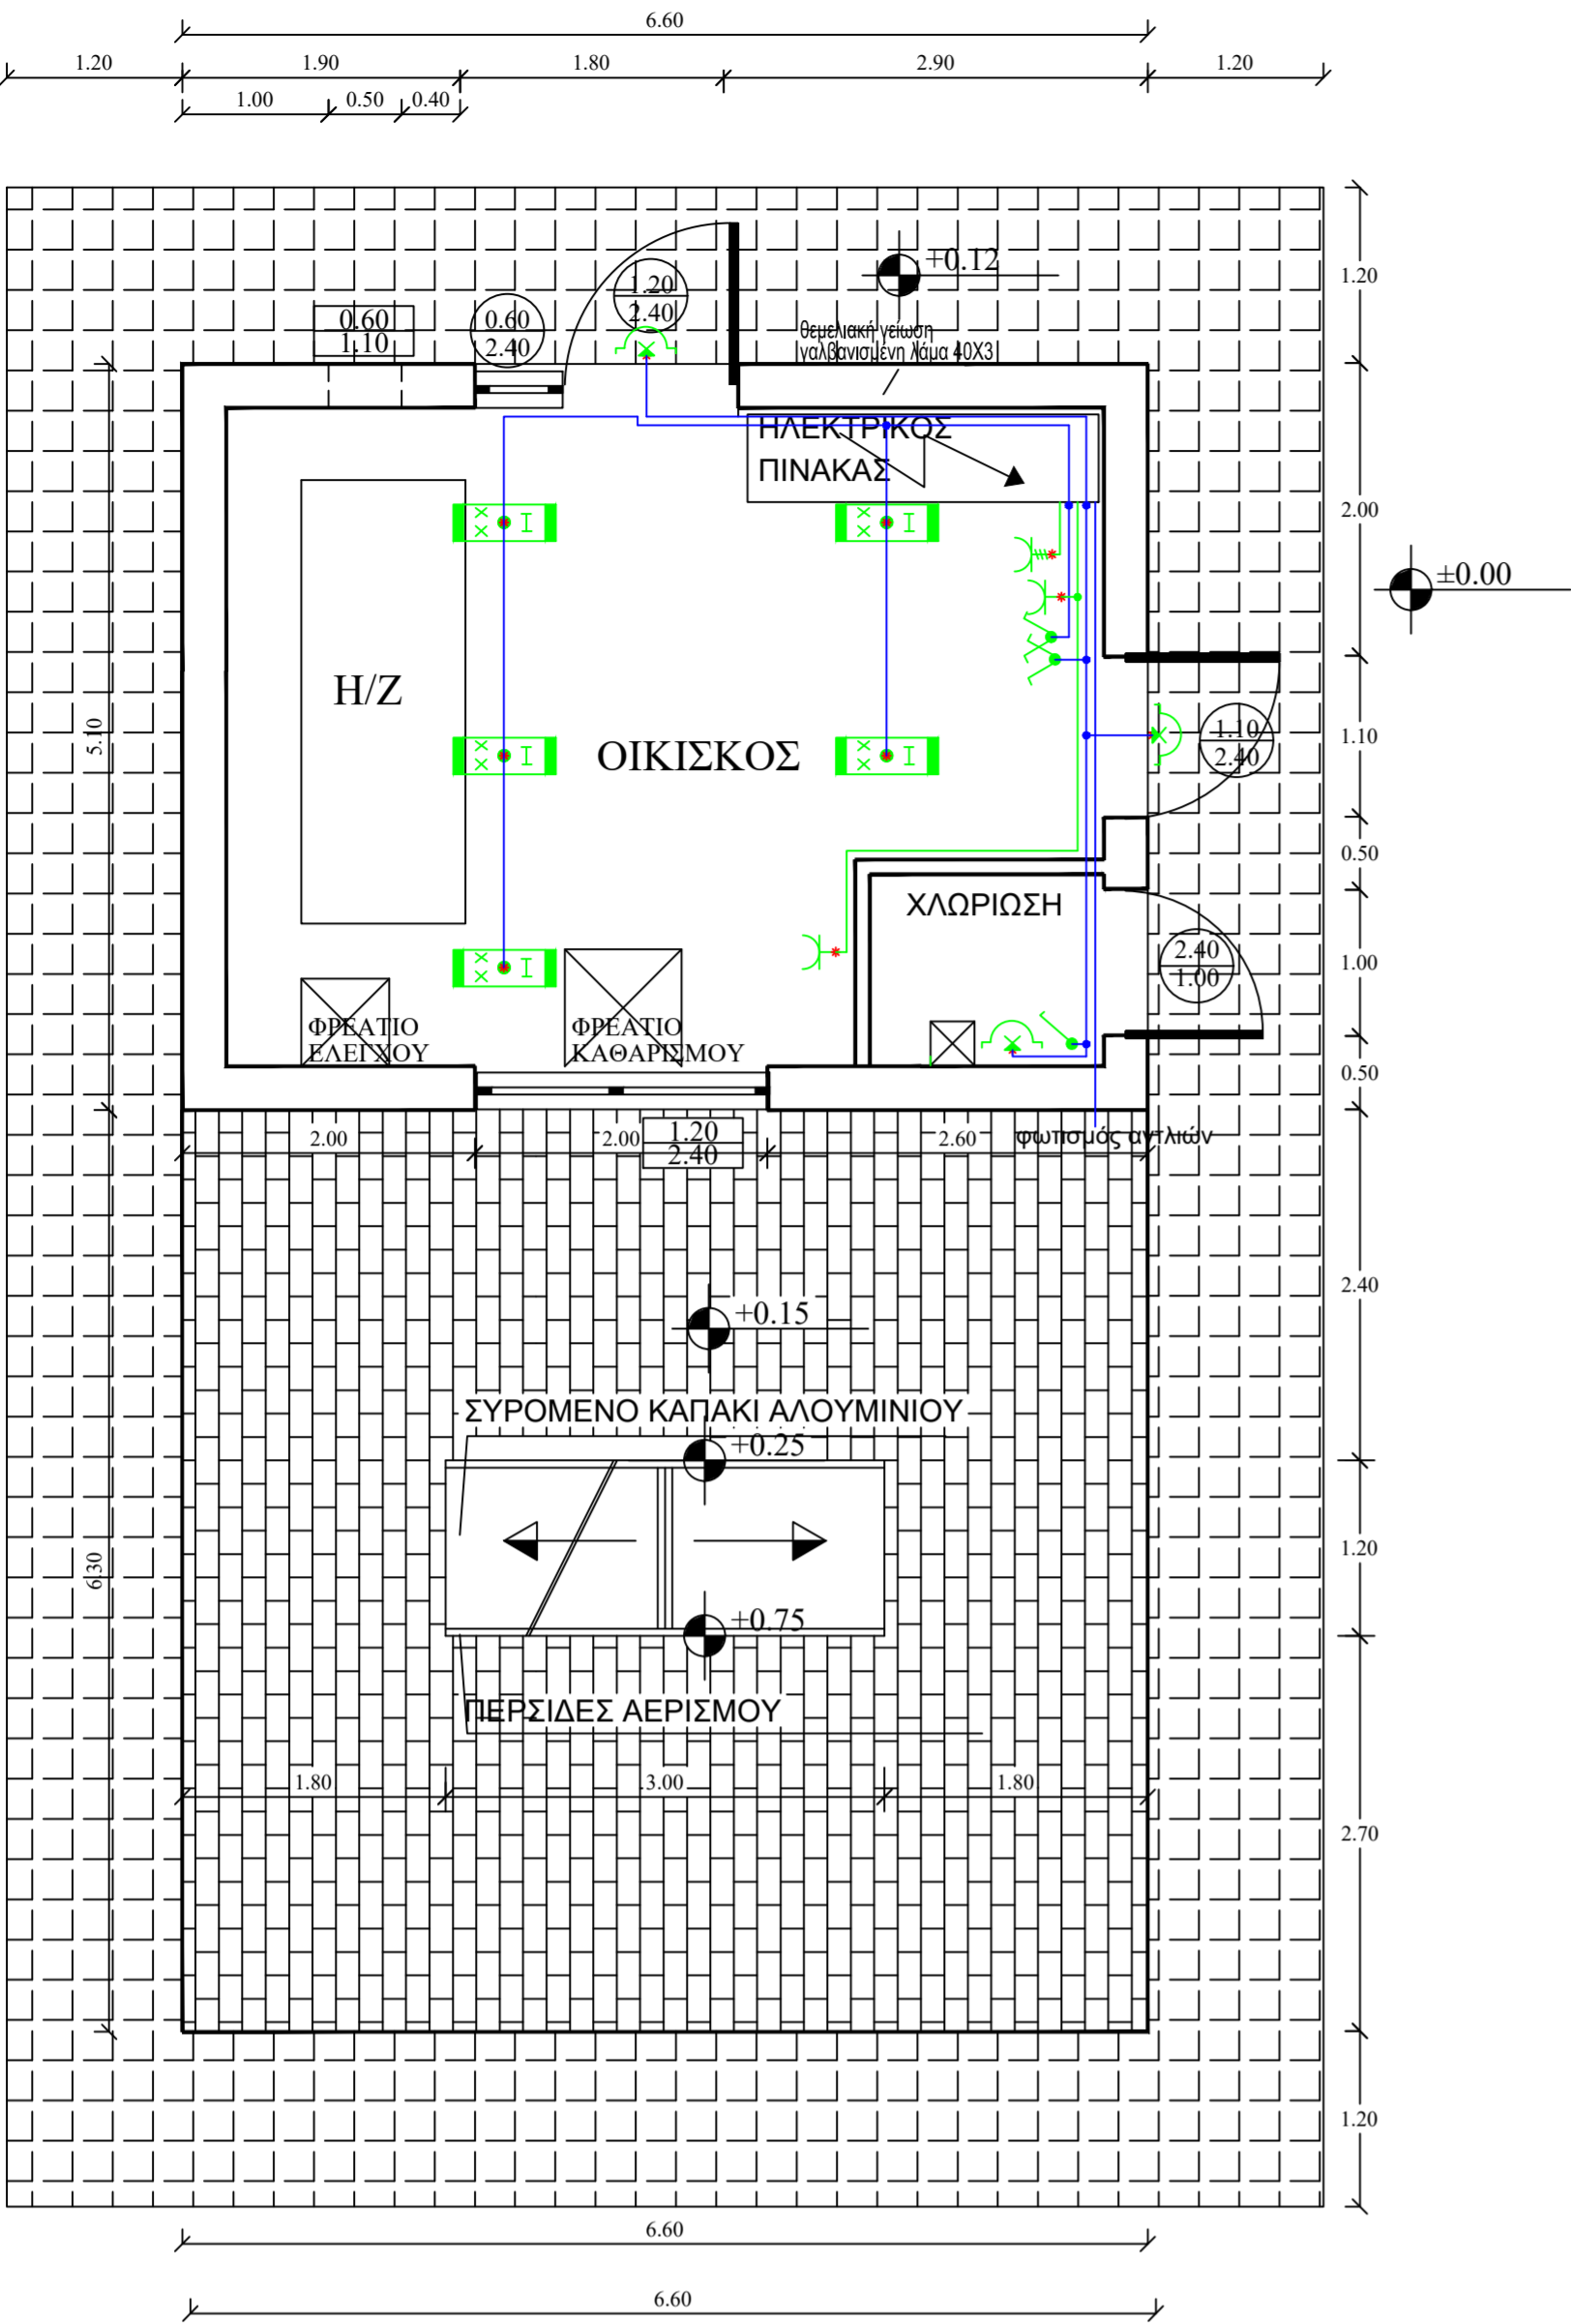 6.60
1.20 1.90 1.80 2.90 1.20
1.00 0.50 0.40
+0.12
1.20
1.20
2.40
0.60
1.10
0.60
2.40
θεμελιακή γείωση
γαλβανισμένη λάμα 40Χ3
ΗΛΕΚΤΡΙΚΟΣ
ΠΙΝΑΚΑΣ
2.00
±0.00
Η/Ζ
5.10
ΟΙΚΙΣΚΟΣ
1.10
2.40
1.10
0.50
ΧΛΩΡΙΩΣΗ
2.40
1.00
1.00
ΦΡΕΑΤΙΟ
ΕΛΕΓΧΟΥ
ΦΡΕΑΤΙΟ
ΚΑΘΑΡΙΣΜΟΥ
0.50
2.00 2.00 2.60
1.20
2.40
φωτισμός αντλιών
2.40
+0.15
ΣΥΡΟΜΕΝΟ ΚΑΠΑΚΙ ΑΛΟΥΜΙΝΙΟΥ
+0.25
1.20
6.30
+0.75
ΠΕΡΣΙΔΕΣ ΑΕΡΙΣΜΟΥ
1.80 3.00 1.80
2.70
1.20
6.60
6.60